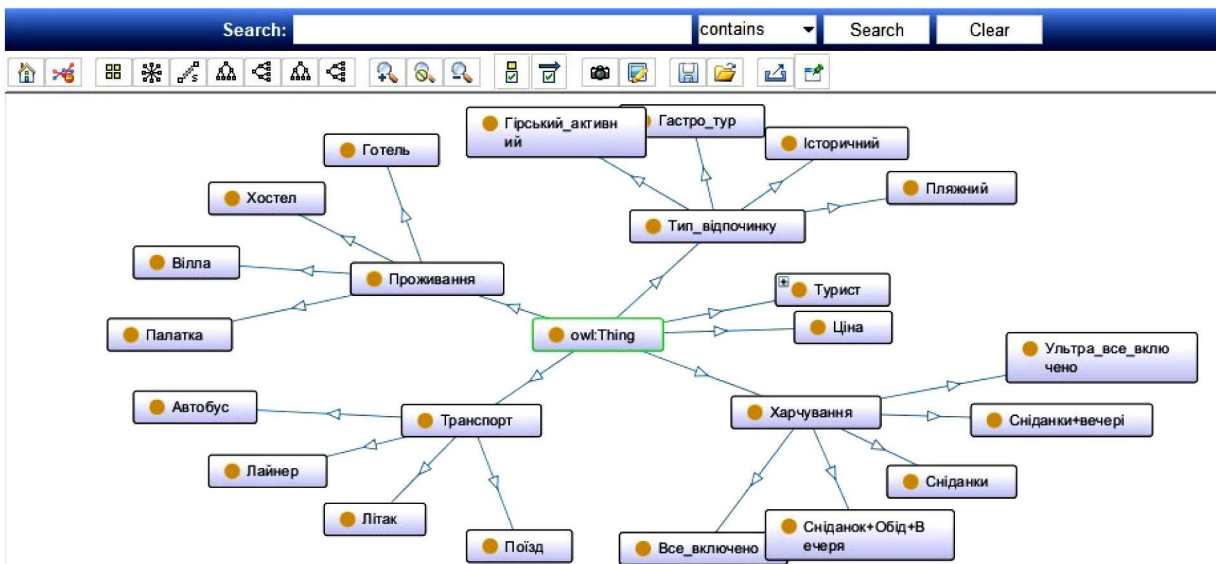 Search:
contains
Search
Clear
Гірський_активн
ий
Гастро_тур
Історичний
Пляжний
Тип_відпочинку
Готель
Хостел
Вілла
Проживання
Палатка
Турист
Ціна
owl:Thing
Ультра_все_вклю
чено
Автобус
Транспорт
Харчування
Сніданки+вечері
Лайнер
Сніданки
Літак
Поїзд
Все_включено
Сніданок+Обід+В
ечеря